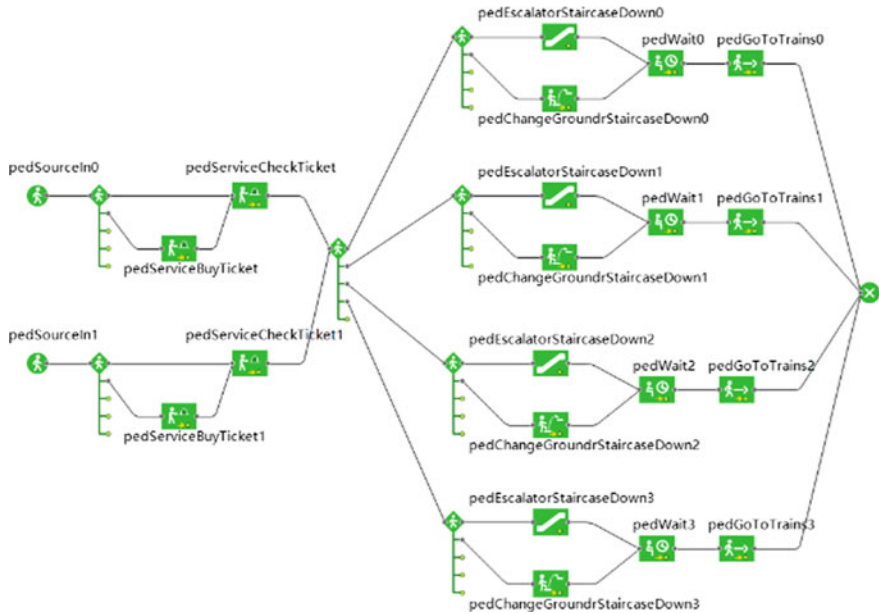 pedEscalatorStaircaseDown0
pedWait0
pedGoToTrains0
pedChangeGroundrStaircaseDown0
pedSourceIn0
pedServiceCheckTicket
pedServiceBuyTicket
pedEscalatorStaircaseDown1
pedWait1
pedGoToTrains1
pedChangeGroundrStaircaseDown1
pedSourceIn1
pedServiceCheckTicket1
pedServiceBuyTicket1
pedEscalatorStaircaseDown2
pedWait2
pedGoToTrains2
pedChangeGroundrStaircaseDown2
pedEscalatorStaircaseDown3
pedWait3
pedGoToTrains3
pedChangeGroundrStaircaseDown3